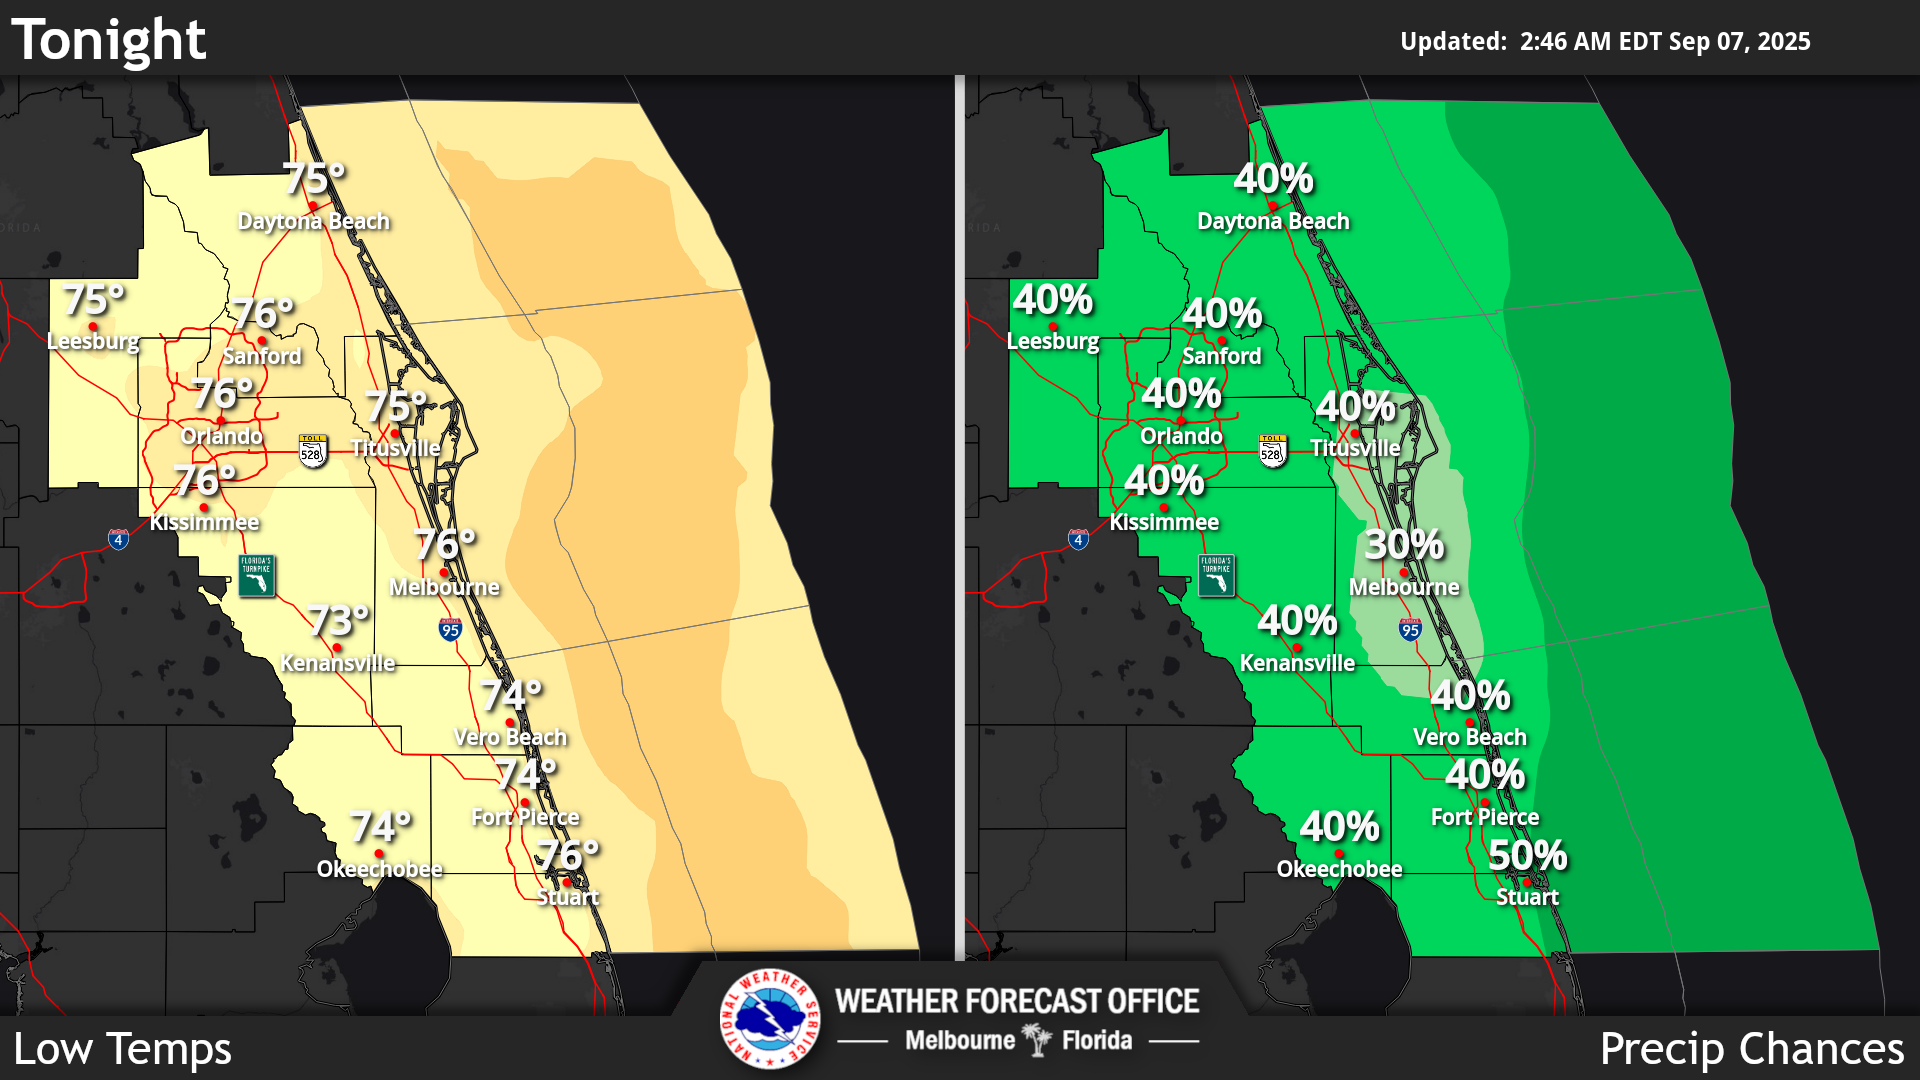 Tonight
Updated: 2:46 AM EDT Sep 07, 2025
75°
Daytona Beach
75°
Leesburg
76°
Sanford
76°
Orlando
75°
Titusville
TOLL
528
76°
Kissimmee
4
FLORIDA'S
TURNPIKE
76°
Melbourne
73°
Kenansville
95
74°
Vero Beach
74°
Fort Pierce
74°
Okeechobee
76°
Stuart
40%
Daytona Beach
40%
Leesburg
40%
Sanford
40%
Orlando
40%
Titusville
TOLL
528
40%
Kissimmee
4
FLORIDA'S
TURNPIKE
30%
Melbourne
40%
Kenansville
95
40%
Vero Beach
40%
Fort Pierce
40%
Okeechobee
50%
Stuart
NATIONAL WEATHER SERVICE
WEATHER FORECAST OFFICE
Melbourne Florida
Low Temps
Precip Chances